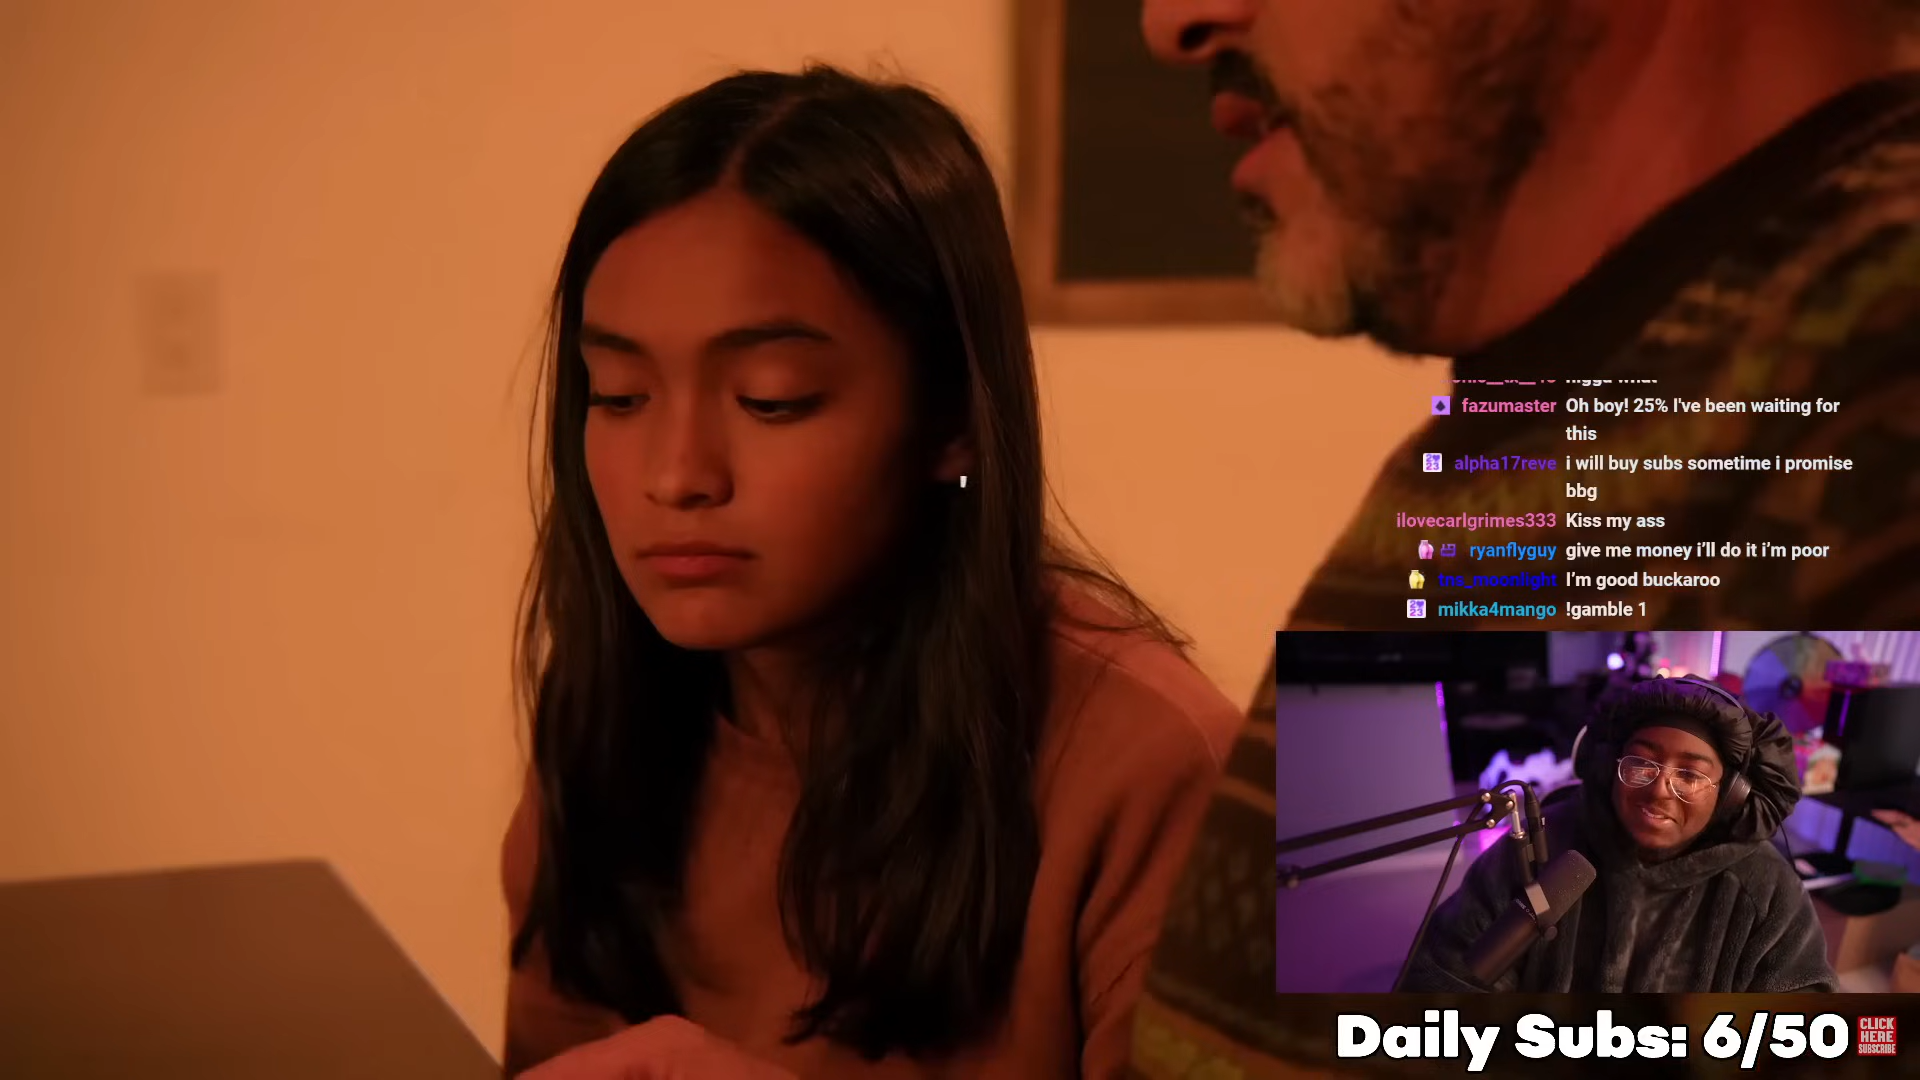 fazumaster Oh boy! 25% I've been waiting for
this
alpha17reve i will buy subs sometime i promise
bbg
ilovecarlgrimes333 Kiss my ass
ryanflyguy give me money i'll do it i'm poor
tns_moonlight I'm good buckaroo
mikka4mango !gamble 1
Daily Subs: 6/50
CLICK
HERE
SUBSCRIBE